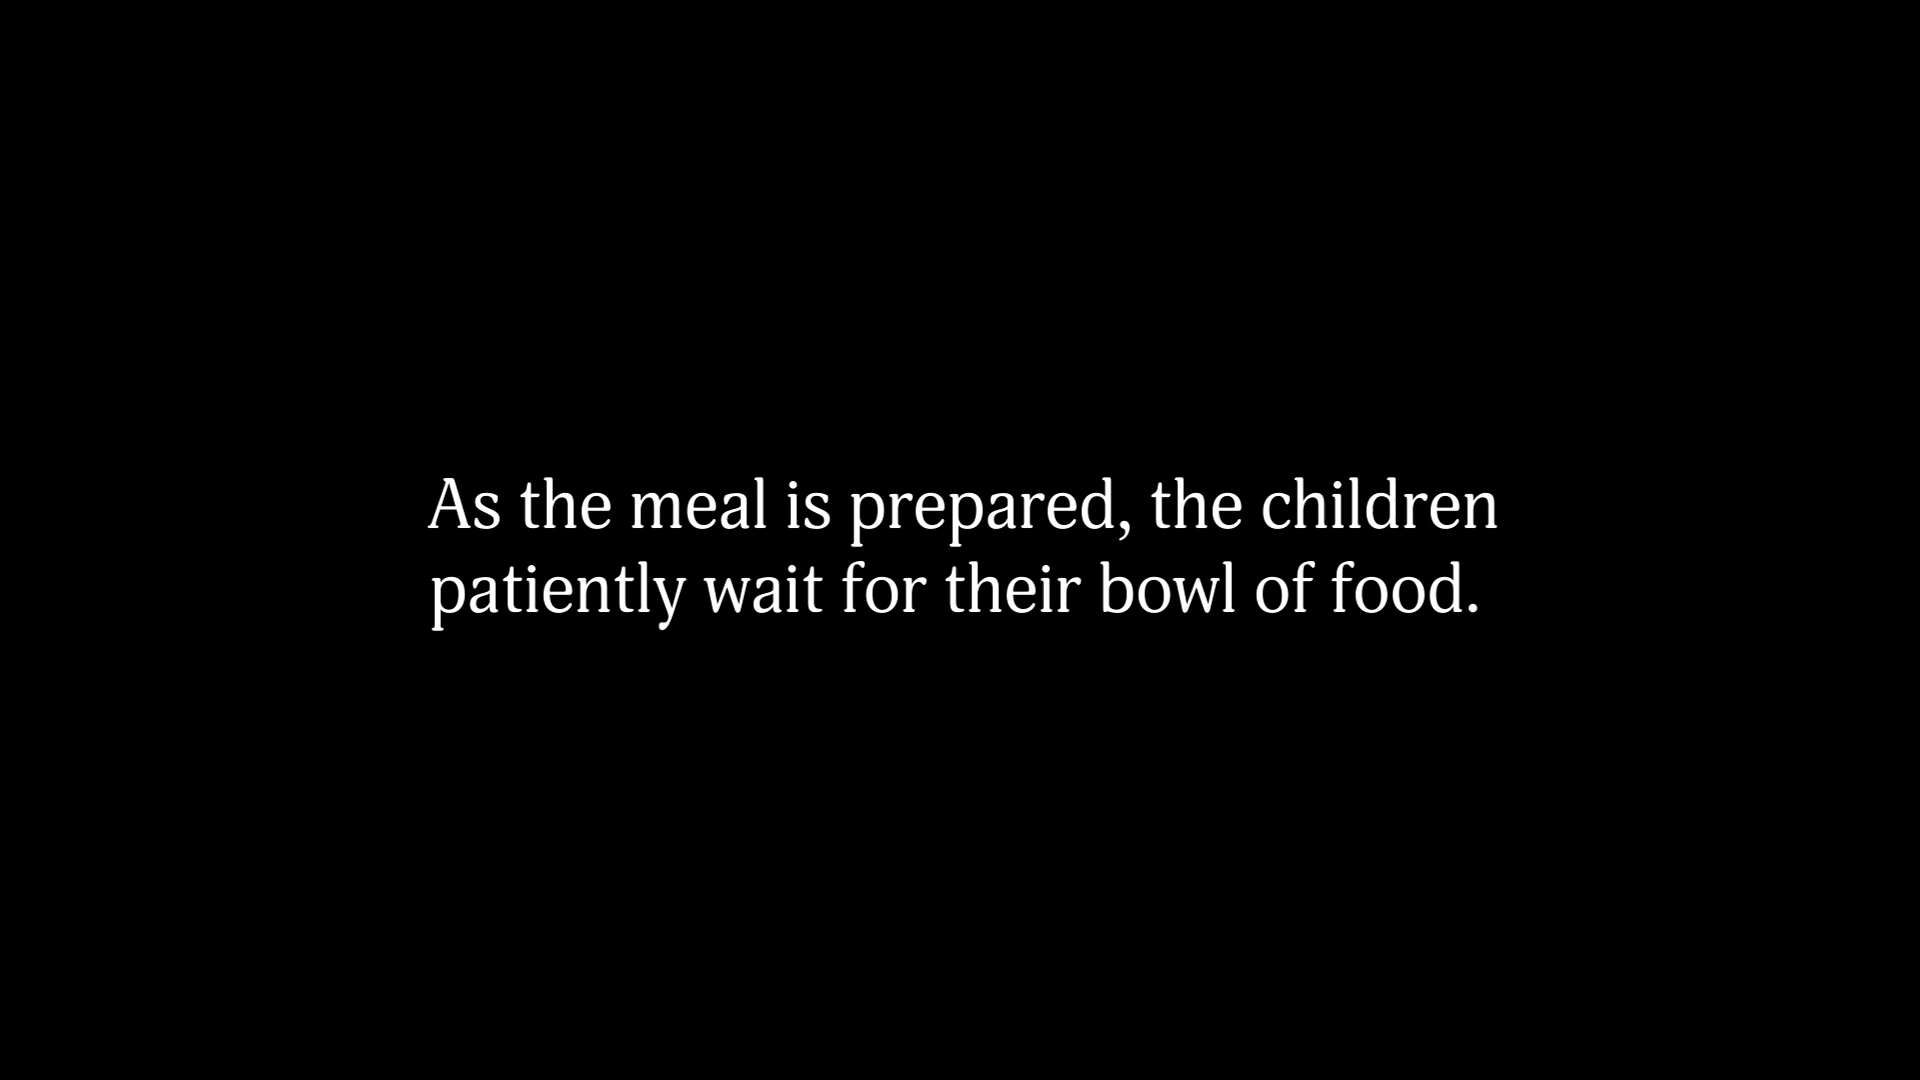 As the meal is prepared, the children
patiently wait for their bowl of food.